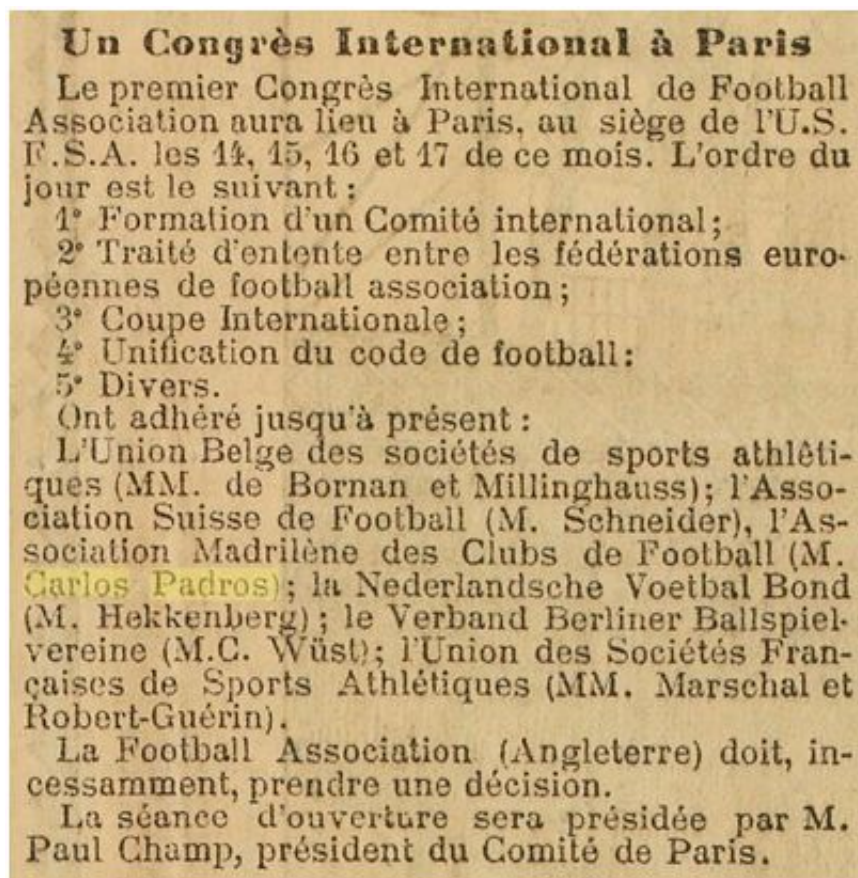 Un Congrès International à Paris
Le premier Congrès International de Football
Association aura lieu à Paris, au siège de l'U.S.
F.S.A. les 14, 15, 16 et 17 de ce mois. L'ordre du
jour est le suivant :
1° Formation d'un Comité international;
2° Traité d'entente entre les fédérations euro-
péennes de football association ;
3° Coupe Internationale ;
4° Unification du code de football:
5° Divers.
Ont adhéré jusqu'à présent :
L'Union Belge des sociétés de sports athlêti-
ques (MM. de Bornan et Millinghauss); l'Asso-
ciation Suisse de Football (M. Schneider), l'As-
sociation Madrilène des Clubs de Football (M.
Carlos Padros); la Nederlandsche Voetbal Bond
(M. Hekkenberg) ; le Verband Berliner Ballspiel-
vereine (M.C. Wüst); l'Union des Sociétés Fran-
çaises de Sports Athlétiques (MM. Marschal et
Robert-Guérin).
La Football Association (Angleterre) doit, in-
cessamment, prendre une décision.
La séance d'ouverture sera présidée par M.
Paul Champ, président du Comité de Paris.